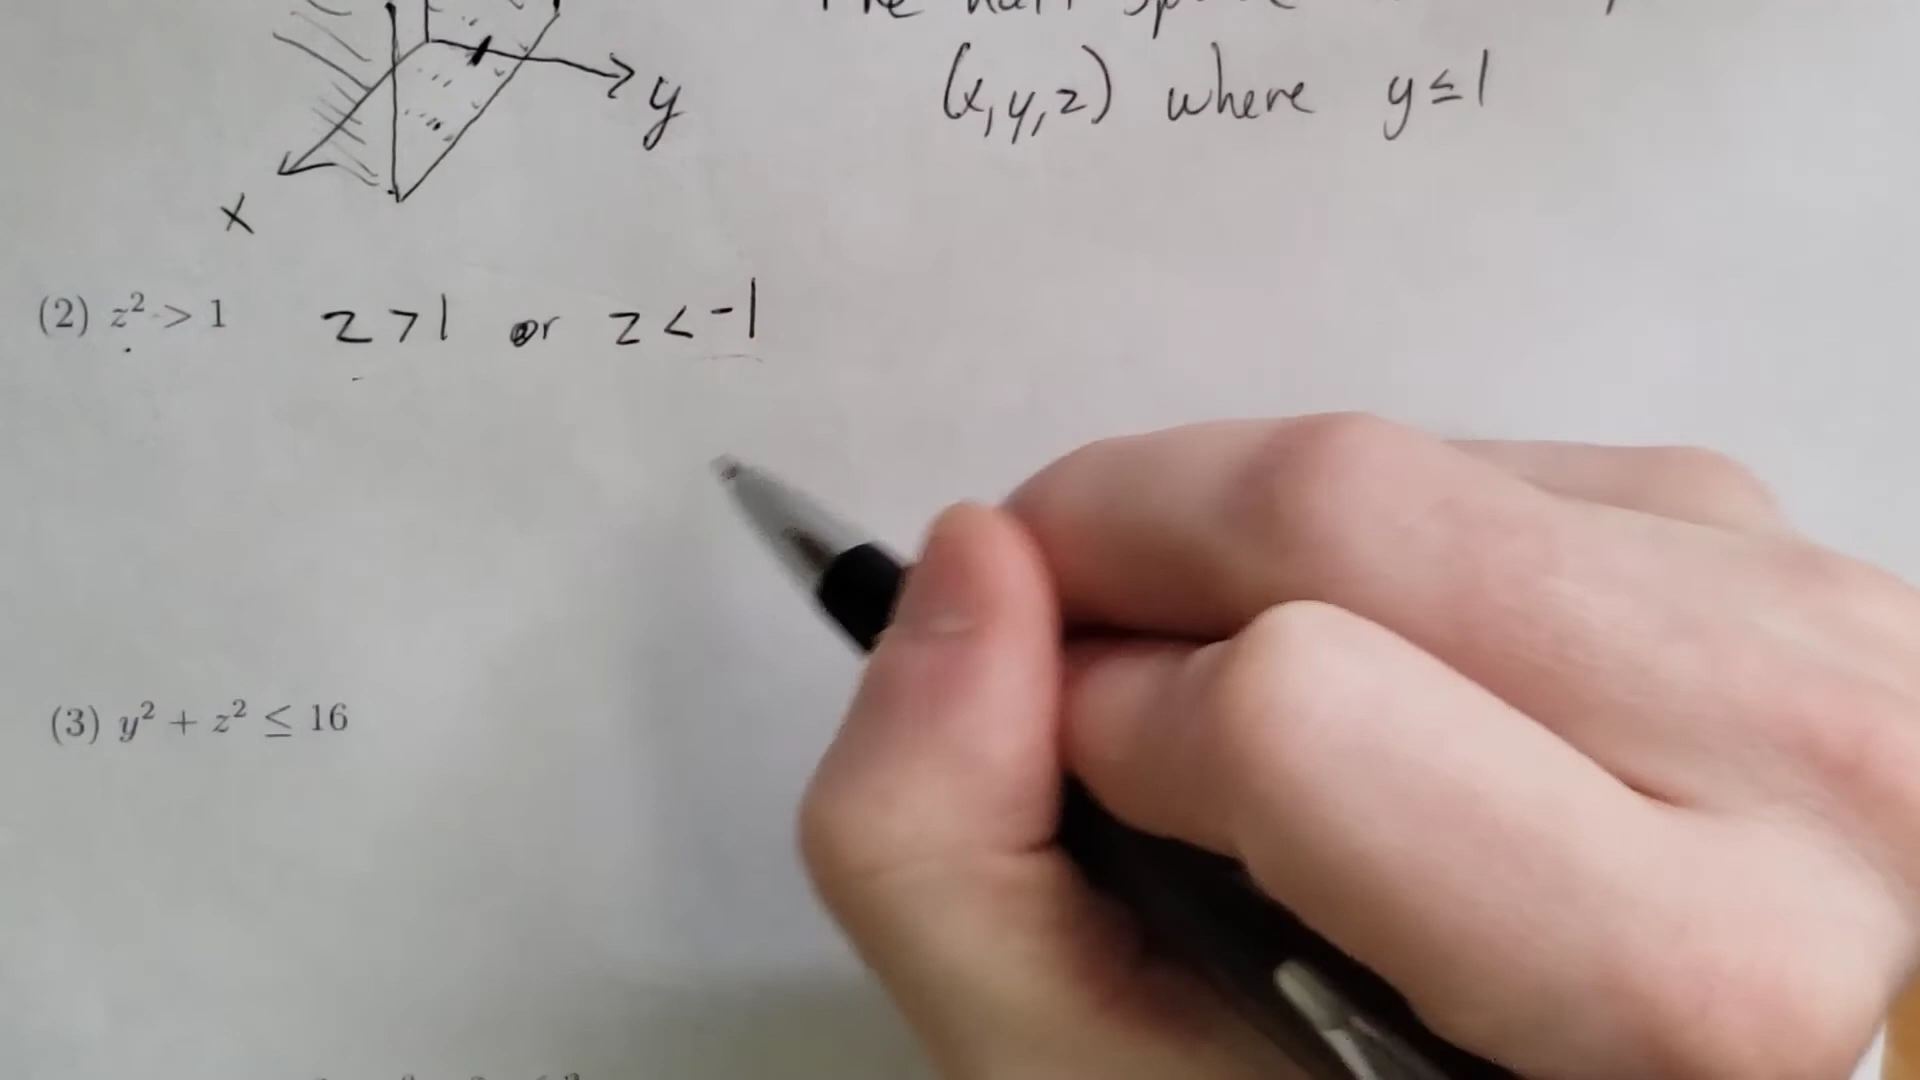 y
(x,y,z) where y≤1
x
(2) z² > 1 z > 1 or z < -1
(3) y² + z² ≤ 16